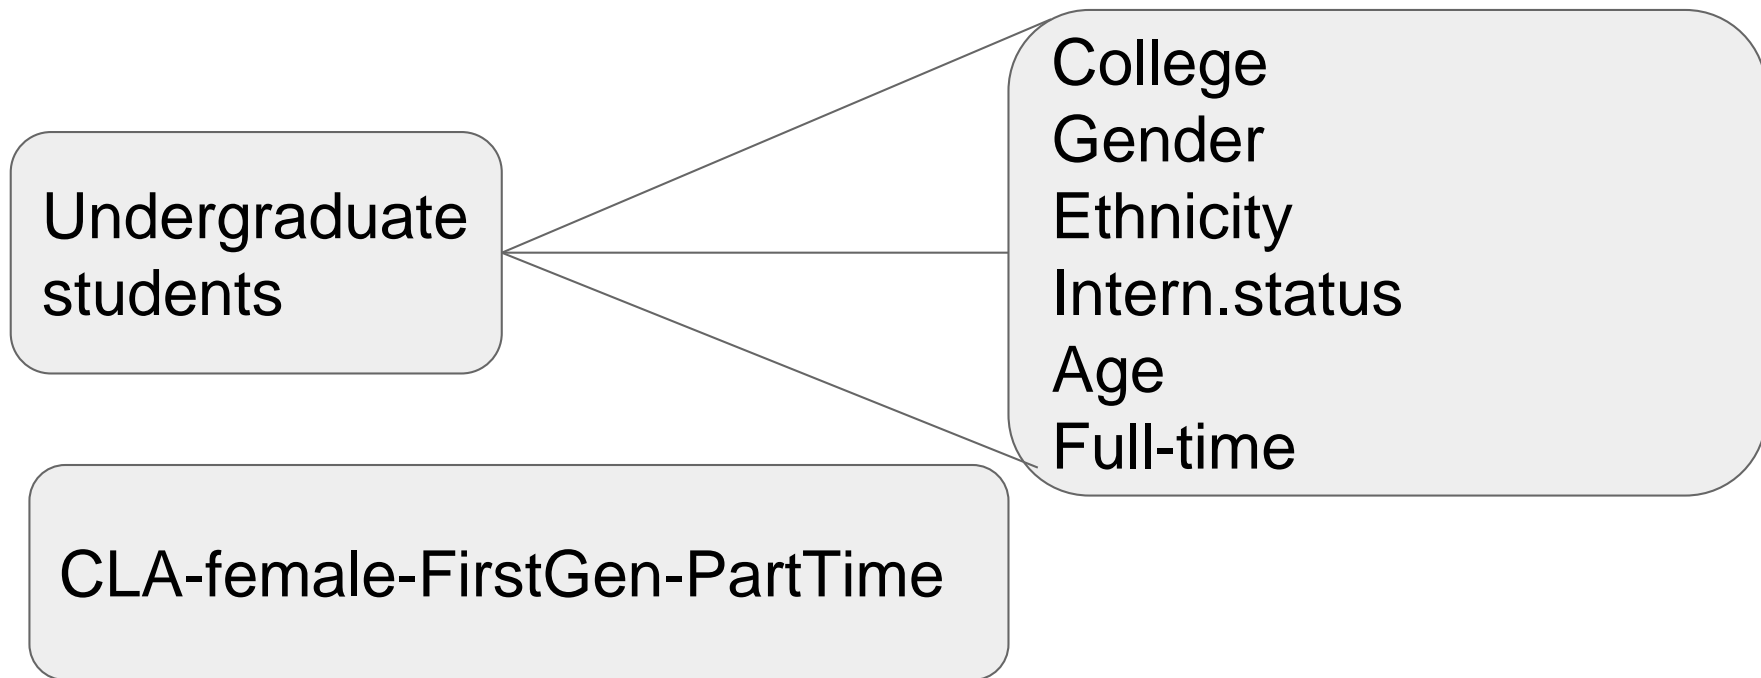 Undergraduate
students
College
Gender
Ethnicity
Intern.status
Age
Full-time
CLA-female-FirstGen-PartTime